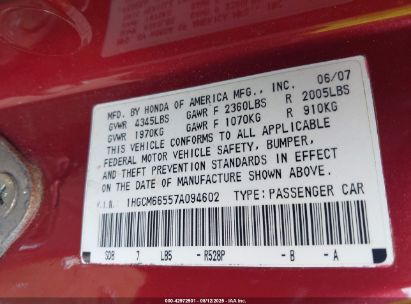 MFD. BY HONDA OF AMERICA MFG., INC. 06/07
GVWR 4345LBS GAWR F 2360LBS R 2005LBS
GVWR 1970KG GAWR F 1070KG R 910KG
THIS VEHICLE CONFORMS TO ALL APPLICABLE
FEDERAL MOTOR VEHICLE SAFETY, BUMPER,
AND THEFT PREVENTION STANDARDS IN EFFECT
ON THE DATE OF MANUFACTURE SHOWN ABOVE.
V.I.N. 1HGCM66557A094602 TYPE: PASSENGER CAR
SDB 7 LB5 - R528P - B - A